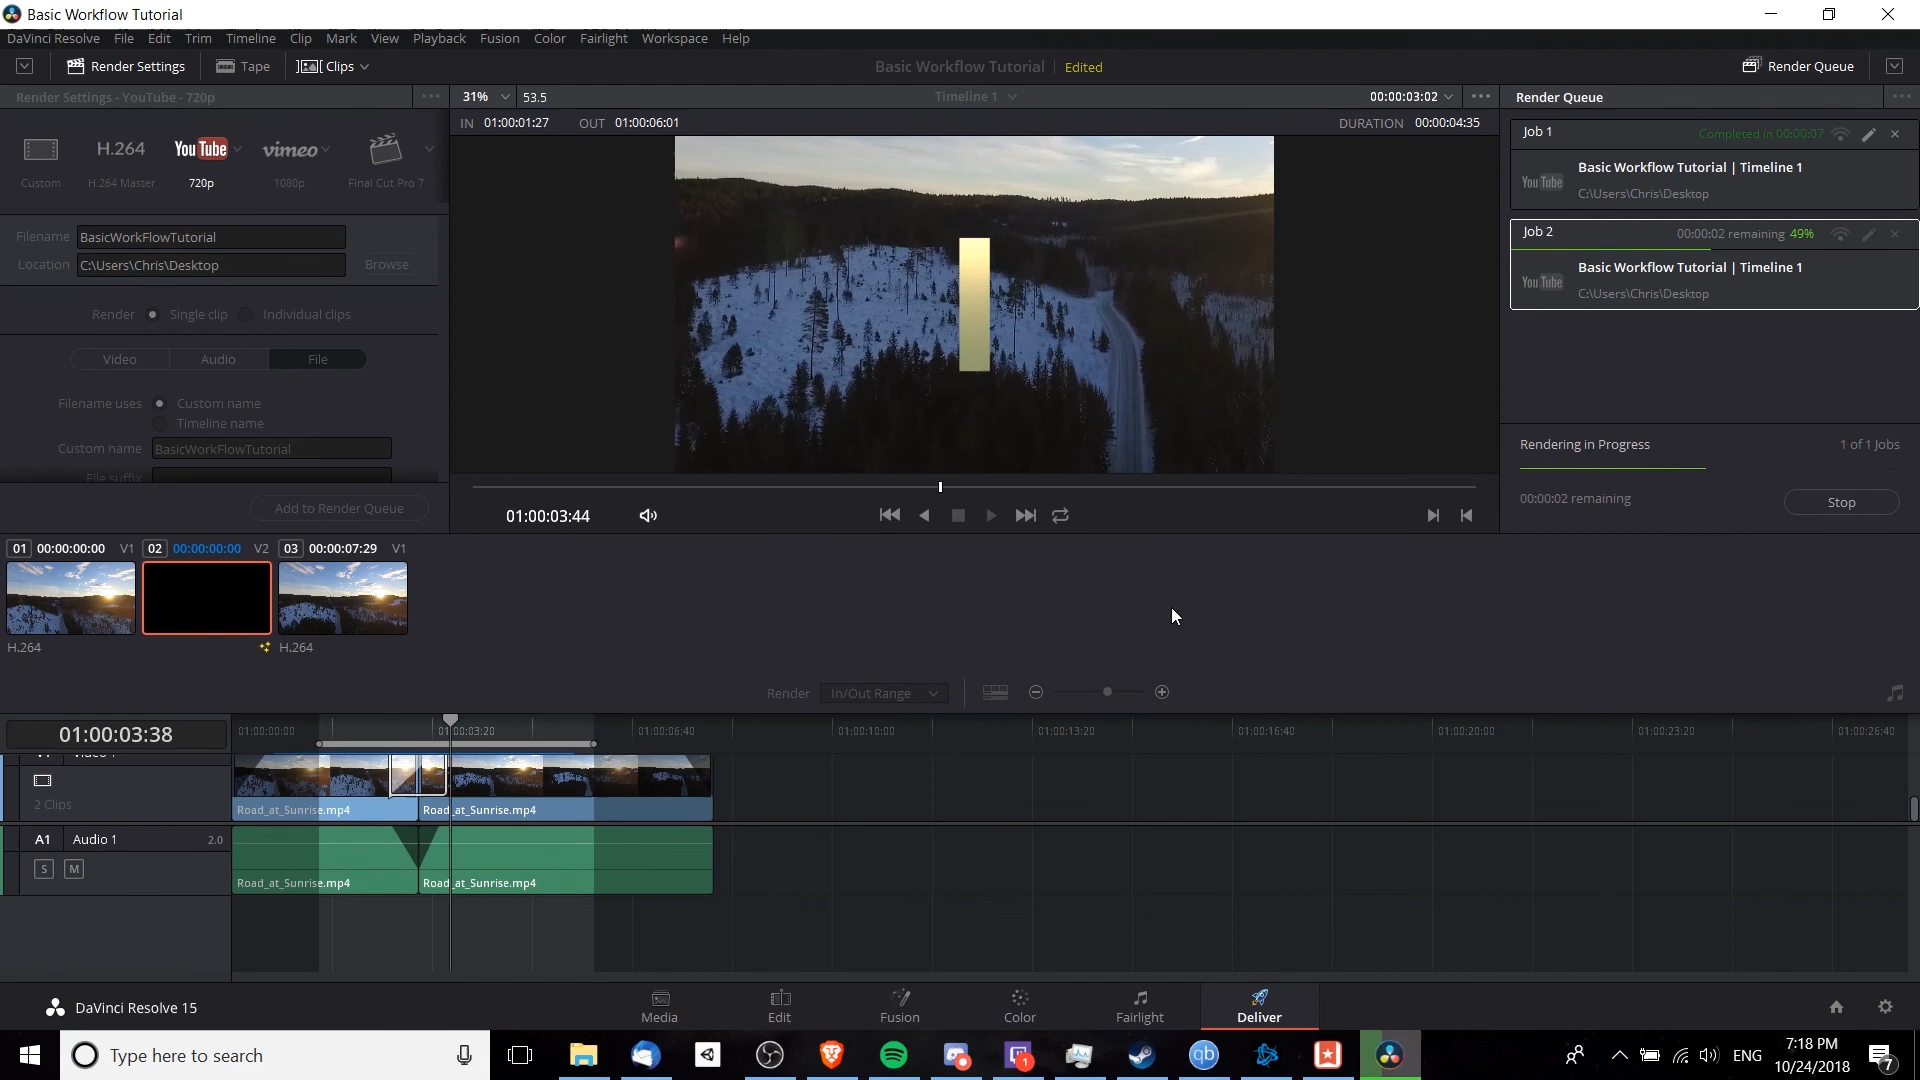 Basic Workflow Tutorial
DaVinci Resolve File Edit Trim Timeline Clip Mark View Playback Fusion Color Fairlight Workspace Help
Render Settings Tape Clips Basic Workflow Tutorial Edited Render Queue
Render Settings - YouTube - 720p 31% 53.5 Timeline 1 00:00:03:02 Render Queue
IN 01:00:01:27 OUT 01:00:06:01 DURATION 00:00:04:35
H.264 YouTube vimeo
Custom H.264 Master 720p 1080p Final Cut Pro 7
Job 1 Completed in 00:00:07
Basic Workflow Tutorial | Timeline 1
YouTube
C:\Users\Chris\Desktop
Job 2 00:00:02 remaining 49%
Basic Workflow Tutorial | Timeline 1
YouTube
C:\Users\Chris\Desktop
Filename BasicWorkFlowTutorial
Location C:\Users\Chris\Desktop Browse
Render Single clip Individual clips
Video Audio File
Filename uses Custom name
Timeline name
Custom name BasicWorkFlowTutorial
File suffix
Add to Render Queue
Rendering in Progress 1 of 1 Jobs
00:00:02 remaining Stop
01:00:03:44
01 00:00:00:00 V1 02 00:00:00:00 V2 03 00:00:07:29 V1
H.264 H.264
Render In/Out Range
01:00:03:38 01:00:00:00 01:00:03:20 01:00:06:40 01:00:10:00 01:00:13:20 01:00:16:40 01:00:20:00 01:00:23:20 01:00:26:40
2 Clips
Road_at_Sunrise.mp4 Road_at_Sunrise.mp4
A1 Audio 1 2.0
S M
Road_at_Sunrise.mp4 Road_at_Sunrise.mp4
DaVinci Resolve 15 Media Edit Fusion Color Fairlight Deliver
Type here to search qb 1 ENG 7:18 PM
10/24/2018 7